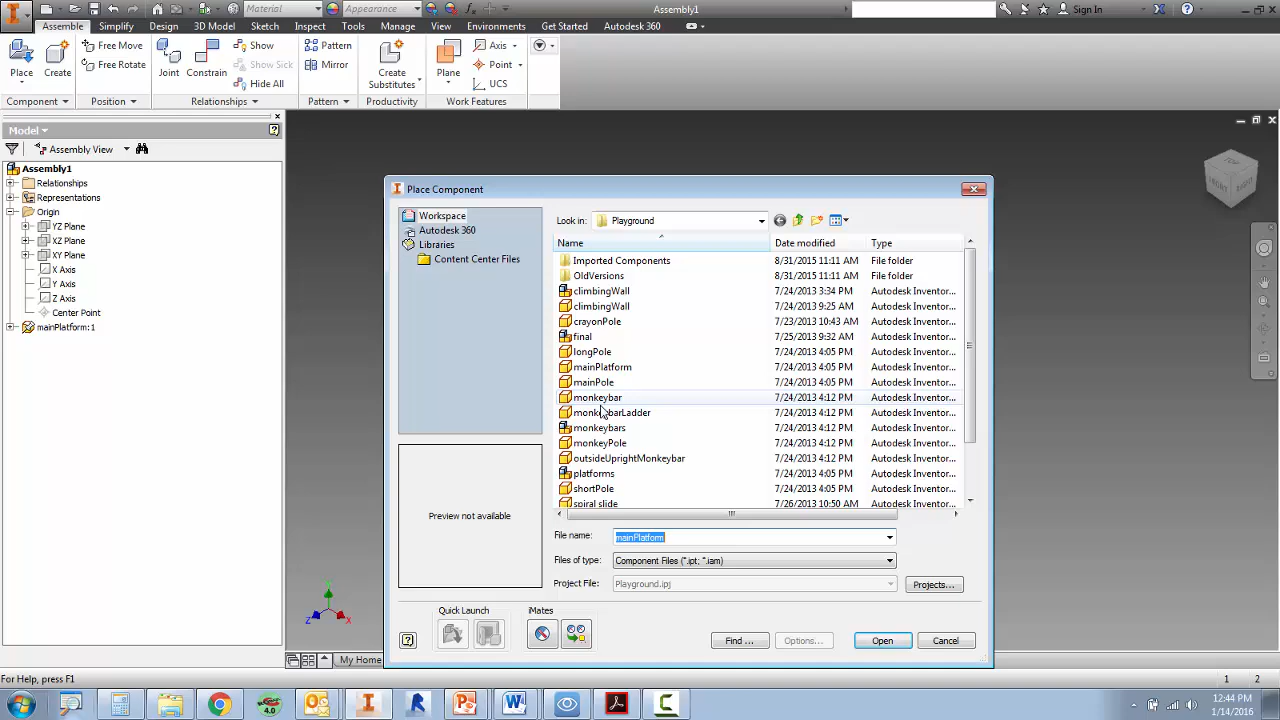 Material
Appearance
Assembly1
Sign In
Assemble Simplify Design 3D Model Sketch Inspect Tools Manage View Environments Get Started Autodesk 360
Place Create Free Move Free Rotate Joint Constrain Show Show Sick Hide All Pattern Mirror Create Substitutes Plane Axis Point UCS
Component Position Relationships Pattern Productivity Work Features
Model
Assembly View
Assembly1
Relationships
Representations
Origin
YZ Plane
XZ Plane
XY Plane
X Axis
Y Axis
Z Axis
Center Point
mainPlatform:1
Place Component
Workspace
Autodesk 360
Libraries
Content Center Files
Look in: Playground
Name Date modified Type
Imported Components 8/31/2015 11:11 AM File folder
OldVersions 8/31/2015 11:11 AM File folder
climbingWall 7/24/2013 3:34 PM Autodesk Inventor...
climbingWall 7/24/2013 9:25 AM Autodesk Inventor...
crayonPole 7/23/2013 10:43 AM Autodesk Inventor...
final 7/25/2013 9:32 AM Autodesk Inventor...
longPole 7/24/2013 4:05 PM Autodesk Inventor...
mainPlatform 7/24/2013 4:05 PM Autodesk Inventor...
mainPole 7/24/2013 4:05 PM Autodesk Inventor...
monkeybar 7/24/2013 4:12 PM Autodesk Inventor...
monkeybarLadder 7/24/2013 4:12 PM Autodesk Inventor...
monkeybars 7/24/2013 4:12 PM Autodesk Inventor...
monkeyPole 7/24/2013 4:12 PM Autodesk Inventor...
outsideUprightMonkeybar 7/24/2013 4:12 PM Autodesk Inventor...
platforms 7/24/2013 4:05 PM Autodesk Inventor...
shortPole 7/24/2013 4:05 PM Autodesk Inventor...
spiral slide 7/26/2013 10:50 AM Autodesk Inventor...
Preview not available
File name: mainPlatform
Files of type: Component Files (*.ipt; *.iam)
Project File: Playground.ipj Projects...
Quick Launch iMates
Find ... Options... Open Cancel
FRONT RIGHT
Z Y X
My Home
For Help, press F1
1 2
4.0
12:44 PM
1/14/2016